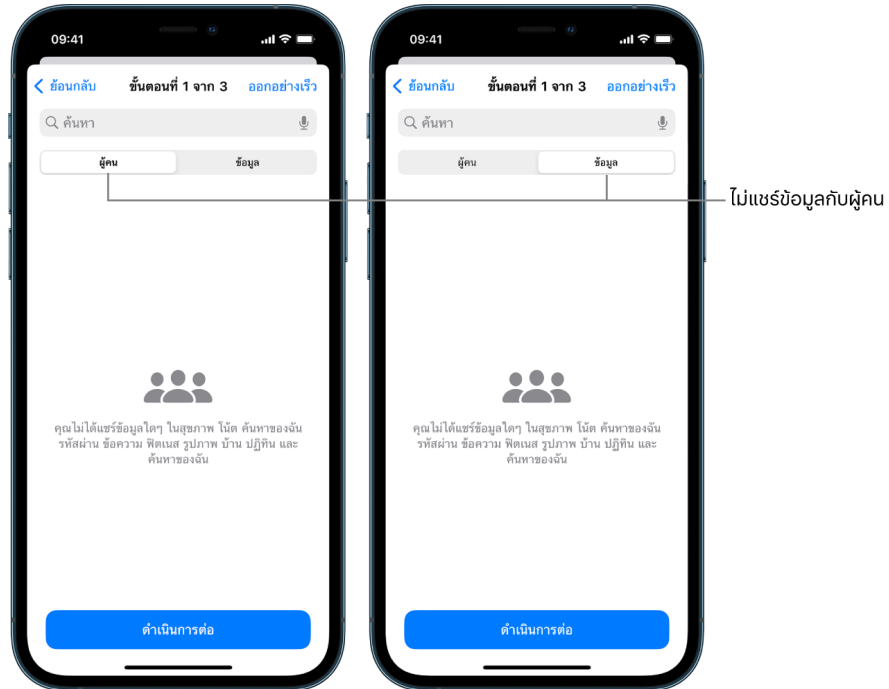 09:41
ย้อนกลับ ขั้นตอนที่ 1 จาก 3 ออกอย่างเร็ว
ค้นหา
ผู้คน ข้อมูล
คุณไม่ได้แชร์ข้อมูลใดๆ ในสุขภาพ โน้ต ค้นหาของฉัน
รหัสผ่าน ข้อความ ฟิตเนส รูปภาพ บ้าน ปฏิทิน และ
ค้นหาของฉัน
ดำเนินการต่อ
09:41
ย้อนกลับ ขั้นตอนที่ 1 จาก 3 ออกอย่างเร็ว
ค้นหา
ผู้คน ข้อมูล
คุณไม่ได้แชร์ข้อมูลใดๆ ในสุขภาพ โน้ต ค้นหาของฉัน
รหัสผ่าน ข้อความ ฟิตเนส รูปภาพ บ้าน ปฏิทิน และ
ค้นหาของฉัน
ดำเนินการต่อ
ไม่แชร์ข้อมูลกับผู้คน